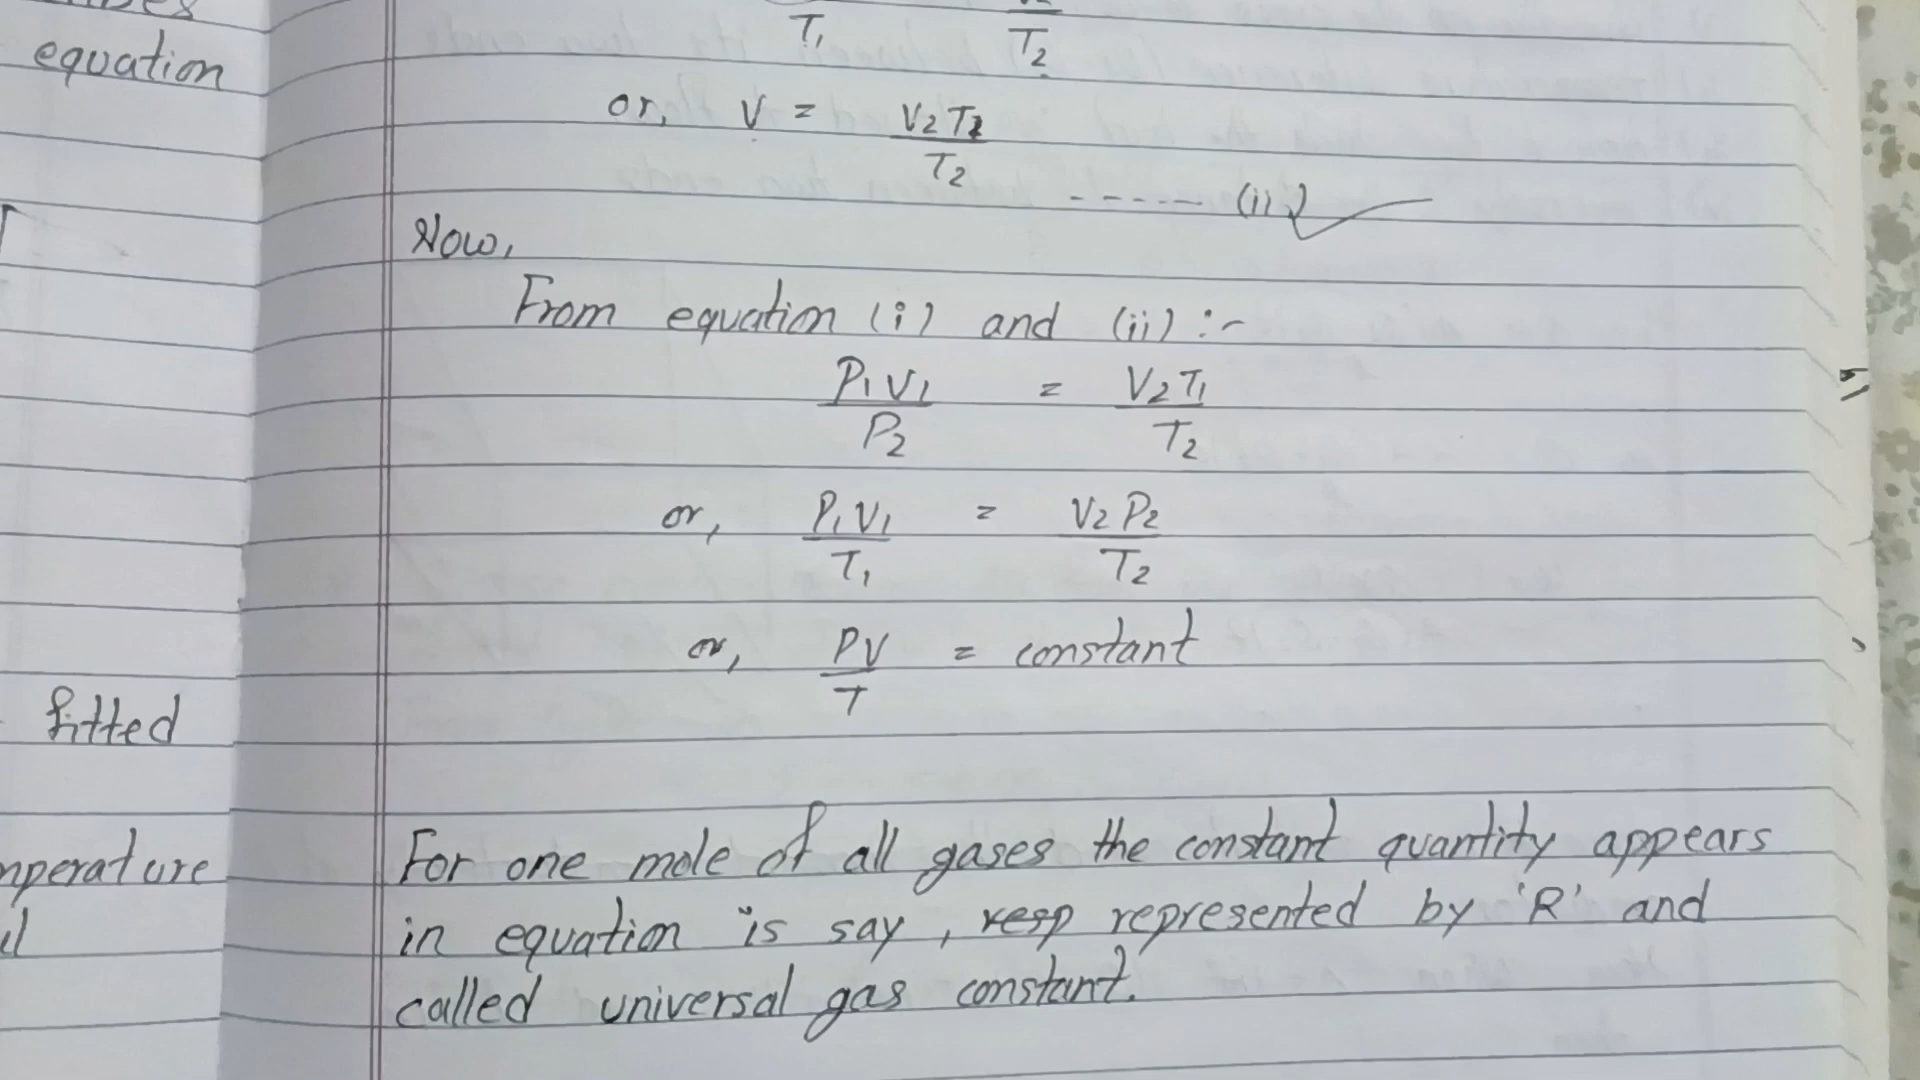 equation
T₁ T₂
or, V = V₂T₁/T₂
----- (ii)
Now,
From equation (i) and (ii) :-
P₁V₁/P₂ = V₂T₁/T₂
or, P₁V₁/T₁ = V₂P₂/T₂
or, PV/T = constant
fitted
For one mole of all gases the constant quantity appears
in equation is say, resp represented by 'R' and
called universal gas constant.